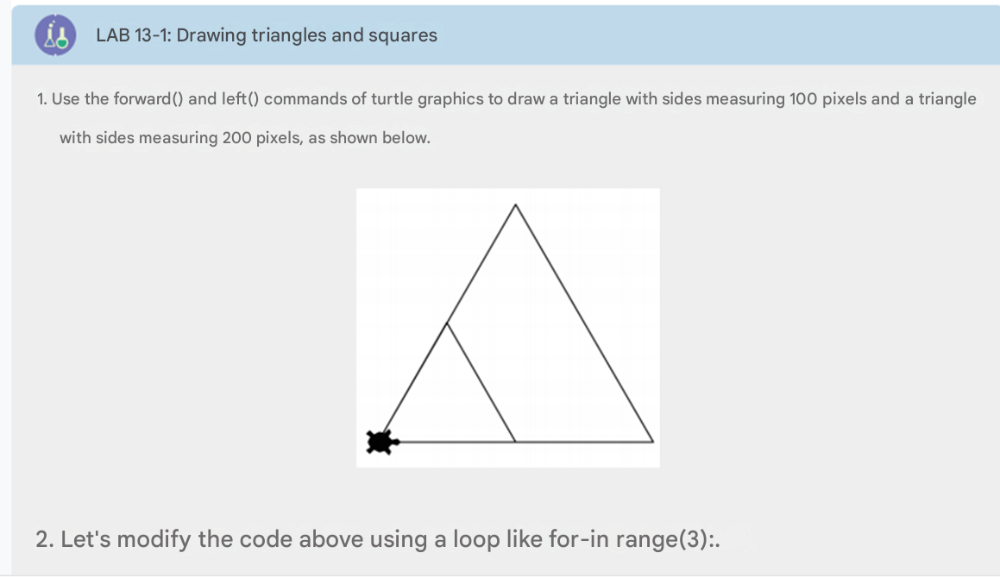 LAB 13-1: Drawing triangles and squares
1. Use the forward() and left() commands of turtle graphics to draw a triangle with sides measuring 100 pixels and a triangle
with sides measuring 200 pixels, as shown below.
2. Let's modify the code above using a loop like for-in range(3):.